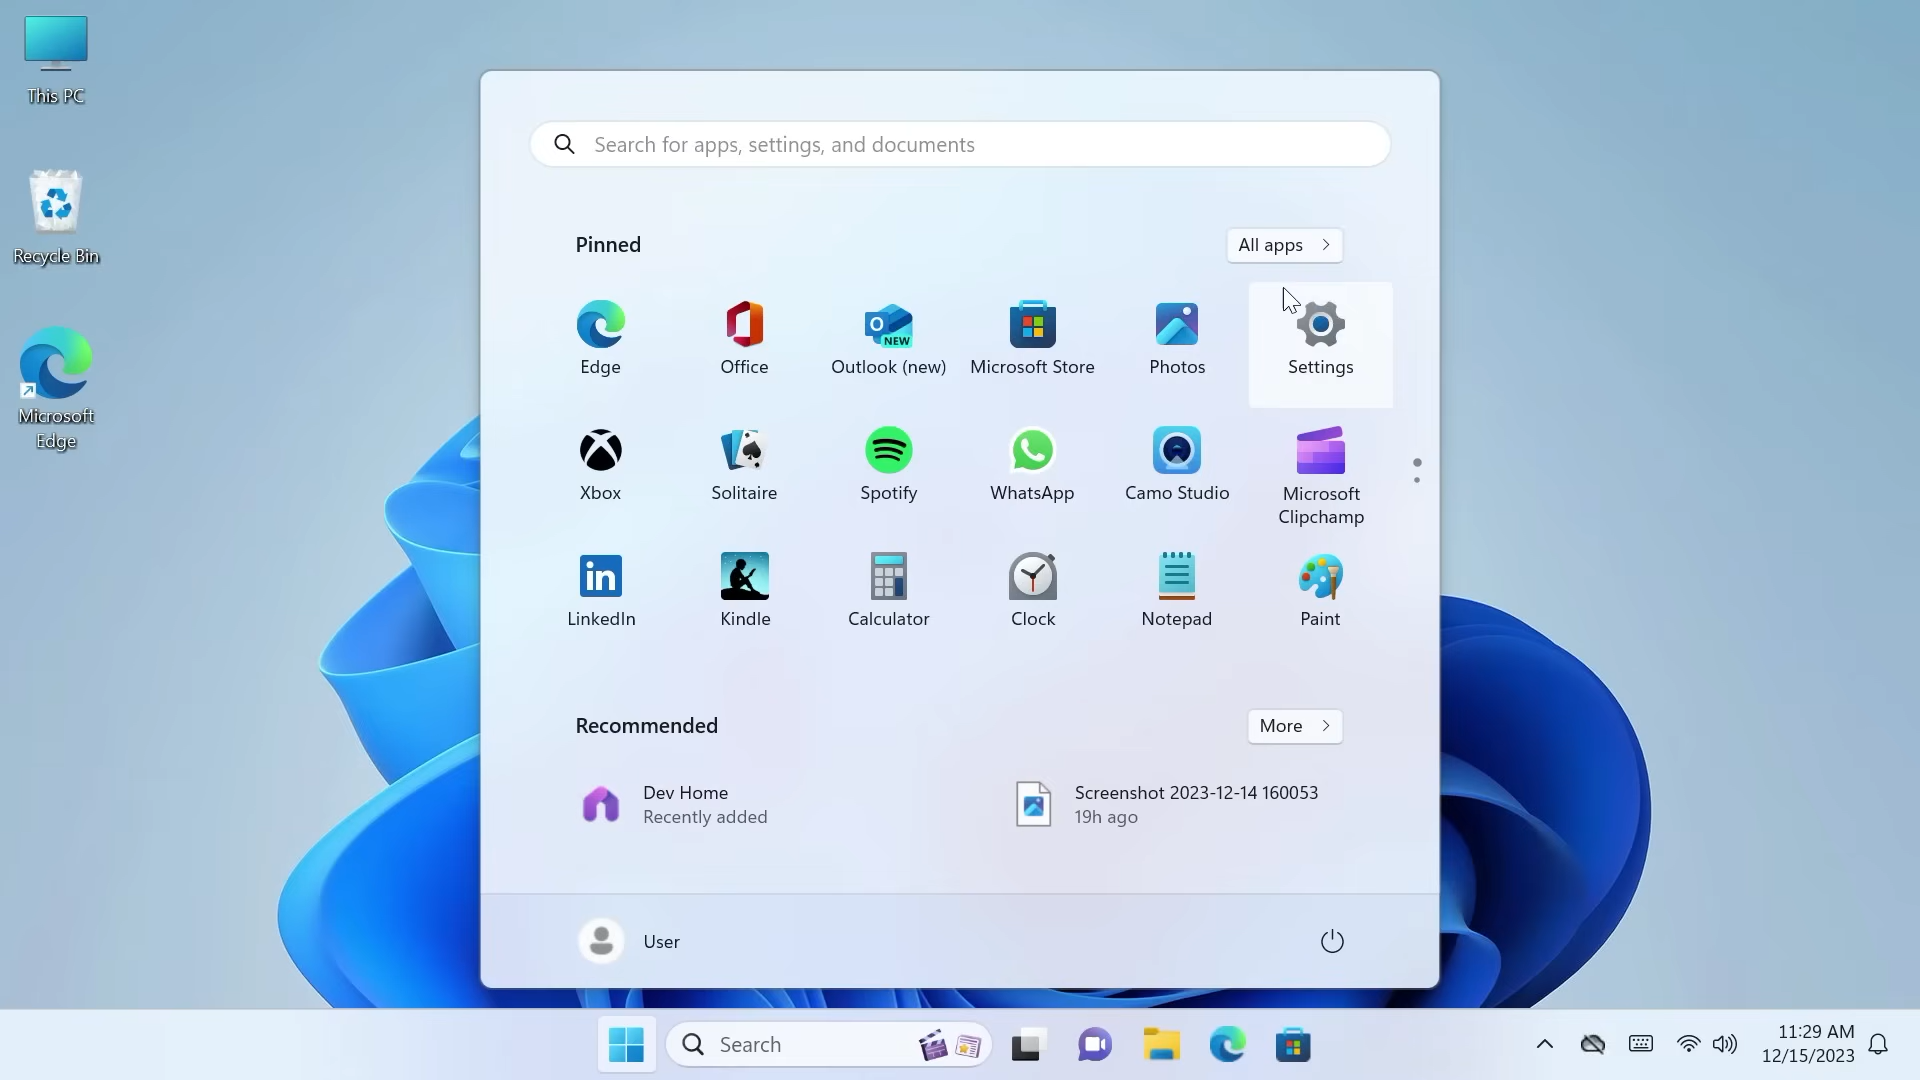 This PC
Recycle Bin
Microsoft
Edge
Search for apps, settings, and documents
Pinned
All apps
Edge
Office
NEW
Outlook (new)
Microsoft Store
Photos
Settings
Xbox
Solitaire
Spotify
WhatsApp
Camo Studio
Microsoft
Clipchamp
in
LinkedIn
Kindle
Calculator
Clock
Notepad
Paint
Recommended
More
Dev Home
Recently added
Screenshot 2023-12-14 160053
19h ago
User
Search
11:29 AM
12/15/2023